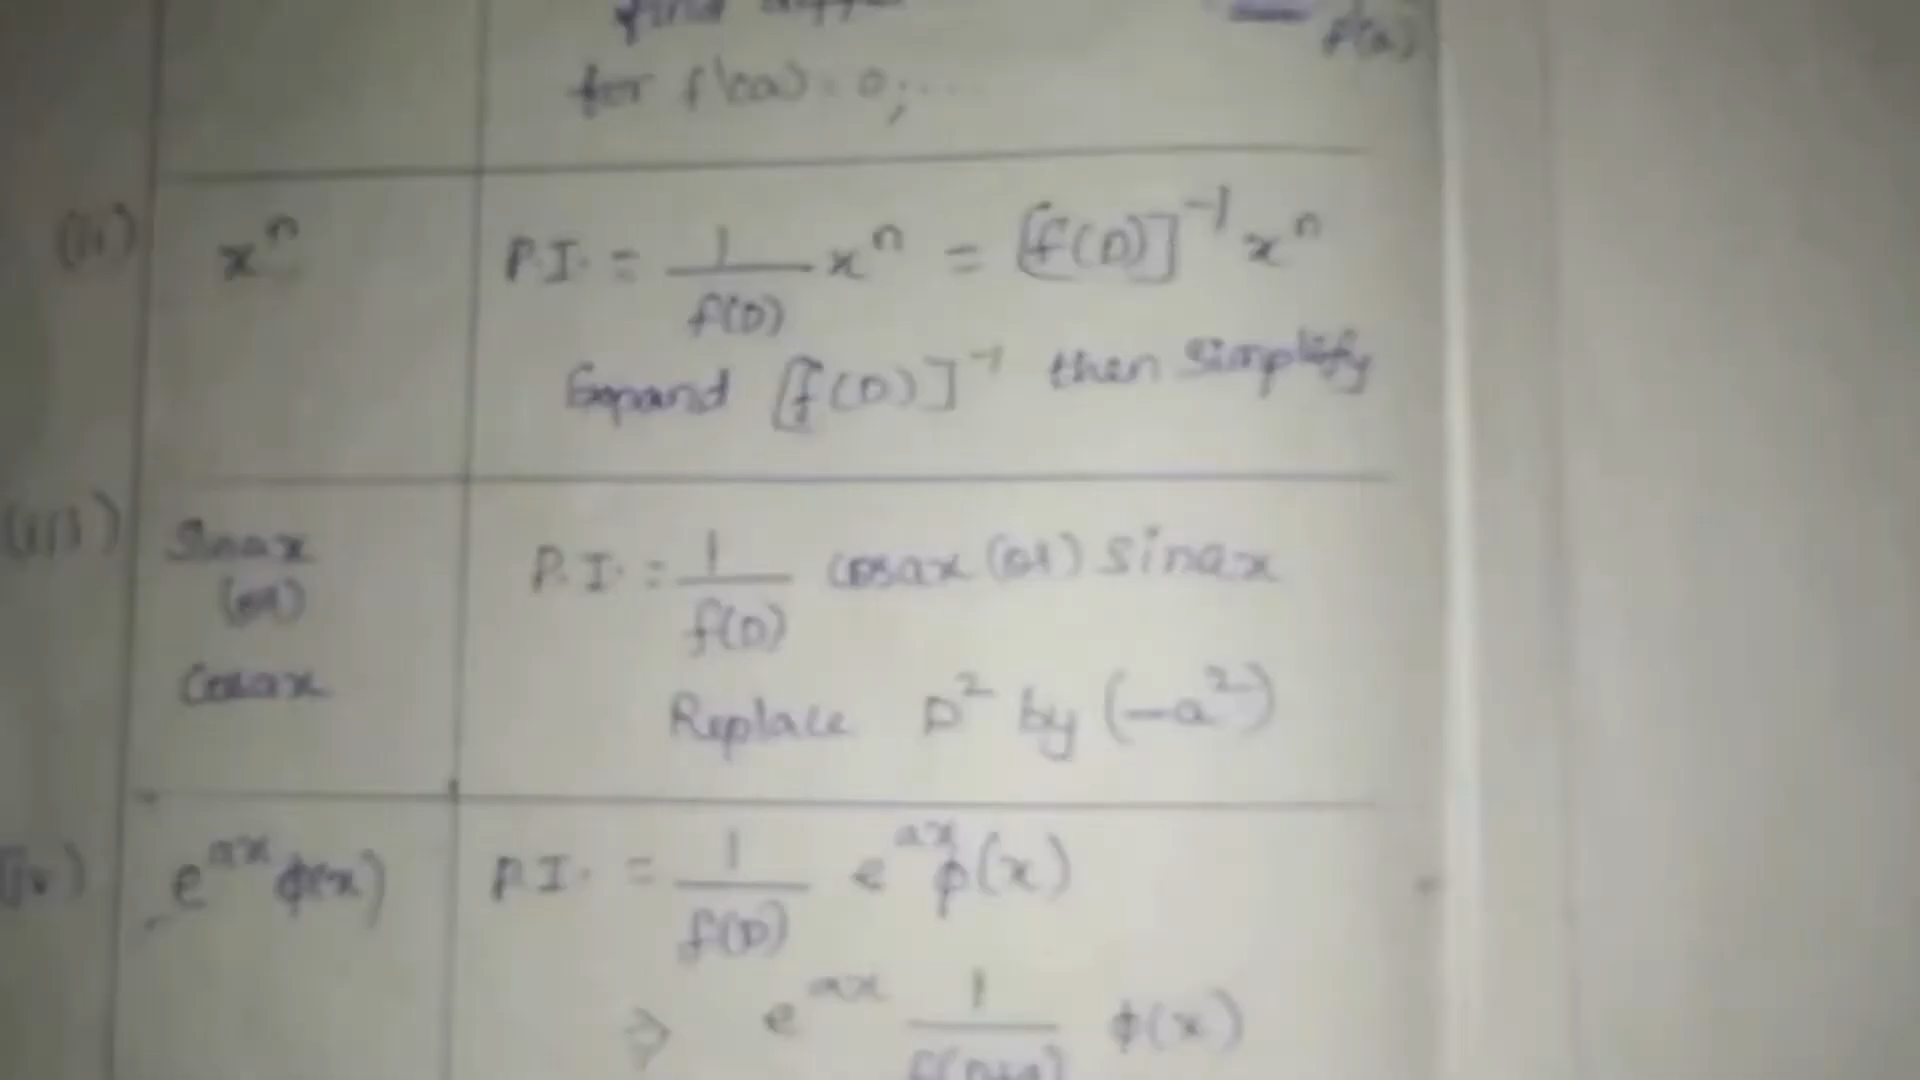 find
f'(a)
for f'(a) = 0; ....
(ii) x^n P.I. = 1/f(D) x^n = [f(D)]^-1 x^n
Expand [f(D)]^-1 then simplify
(iii) Sinax (or) Cosax
P.I. = 1/f(D) cosax (or) sinax
Replace D^2 by (-a^2)
(iv) e^ax ϕ(x) P.I. = 1/f(D) e^ax ϕ(x)
⇒ e^ax 1/f(D+a) ϕ(x)